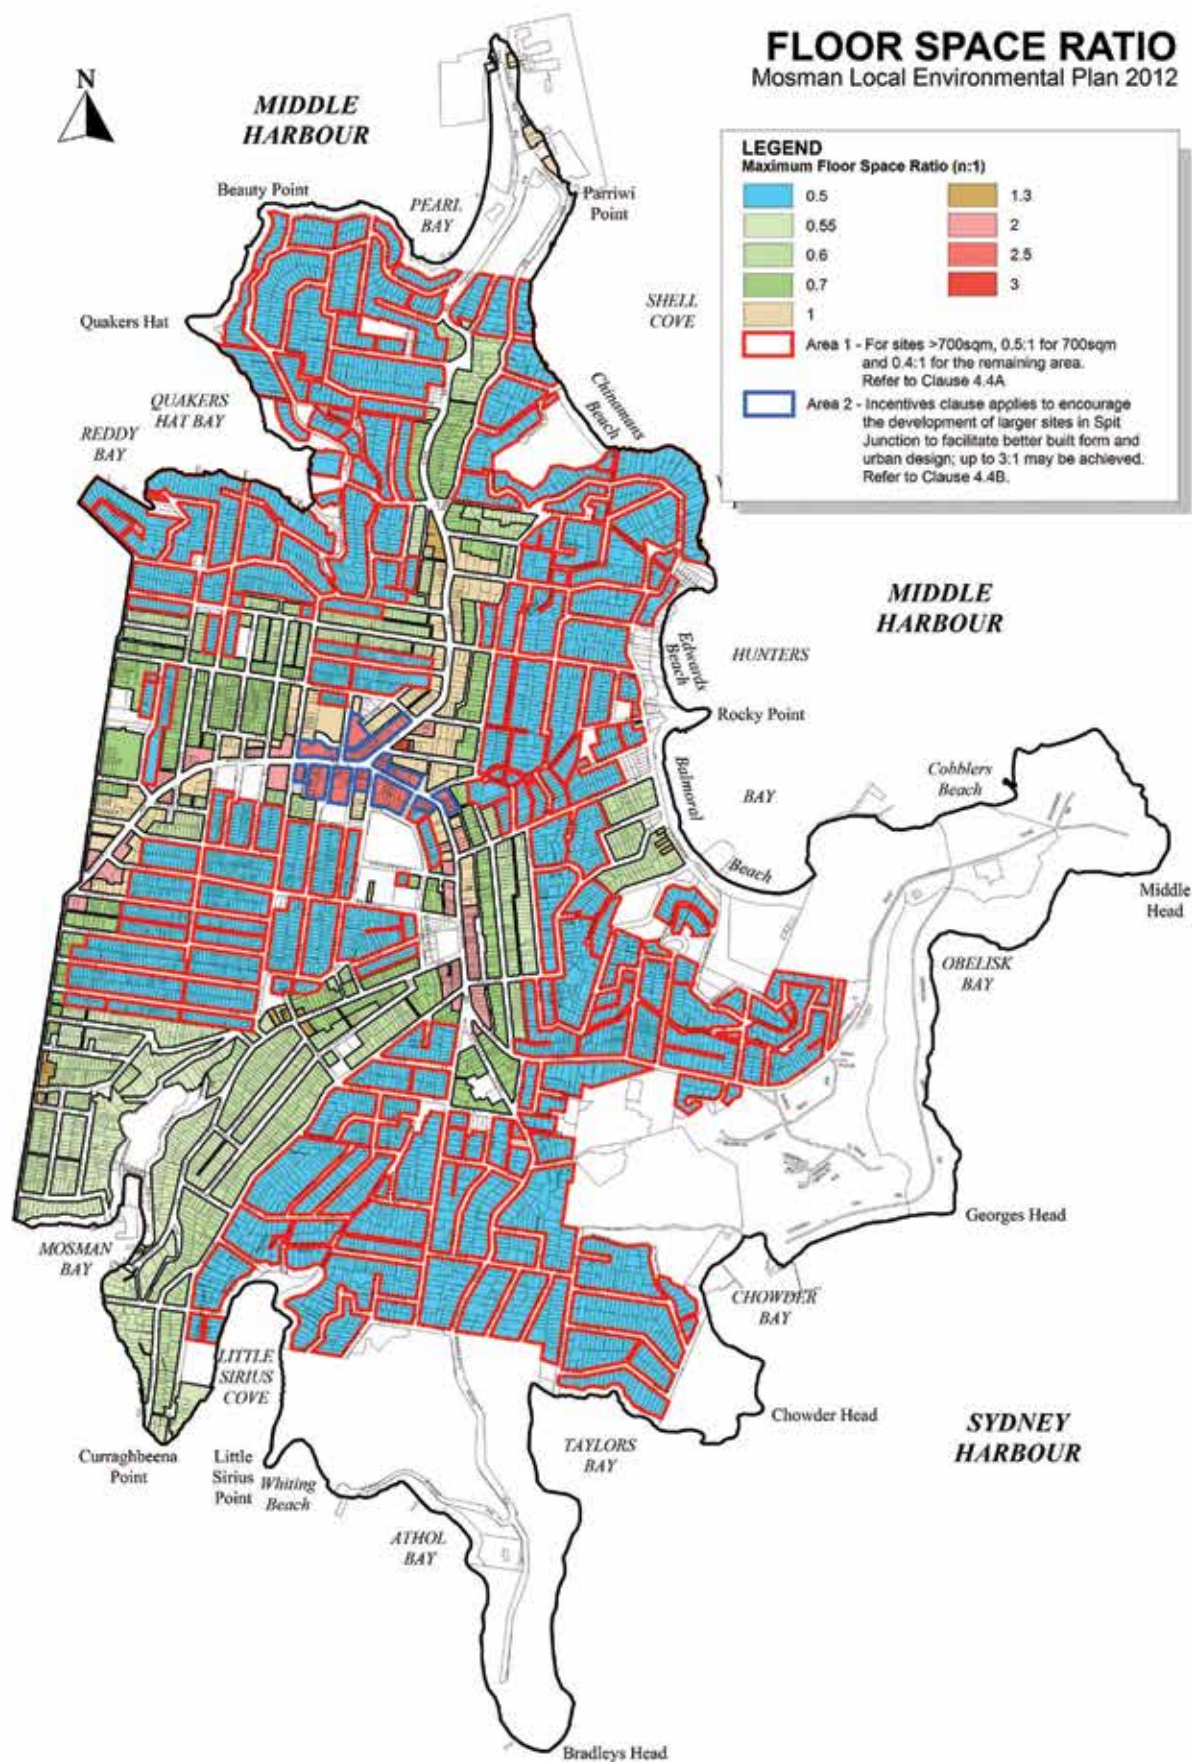 FLOOR SPACE RATIO
Mosman Local Environmental Plan 2012
N
MIDDLE
HARBOUR
LEGEND
Maximum Floor Space Ratio (n:1)
0.5
0.55
0.6
0.7
1
1.3
2
2.5
3
Area 1 - For sites >700sqm, 0.5:1 for 700sqm
and 0.4:1 for the remaining area.
Refer to Clause 4.4A
Area 2 - Incentives clause applies to encourage
the development of larger sites in Spit
Junction to facilitate better built form and
urban design; up to 3:1 may be achieved.
Refer to Clause 4.4B.
Beauty Point
PEARL
BAY
Parriwi
Point
SHELL
COVE
Quakers Hat
Chinamans
Beach
QUAKERS
HAT BAY
REDDY
BAY
MIDDLE
HARBOUR
Edwards
Beach
HUNTERS
Rocky Point
Balmoral
BAY
Cobblers
Beach
Beach
Middle
Head
OBELISK
BAY
Georges Head
MOSMAN
BAY
CHOWDER
BAY
LITTLE
SIRIUS
COVE
Chowder Head
SYDNEY
HARBOUR
Curraghbeena
Point
Little
Sirius
Point
Whiting
Beach
TAYLORS
BAY
ATHOL
BAY
Bradleys Head